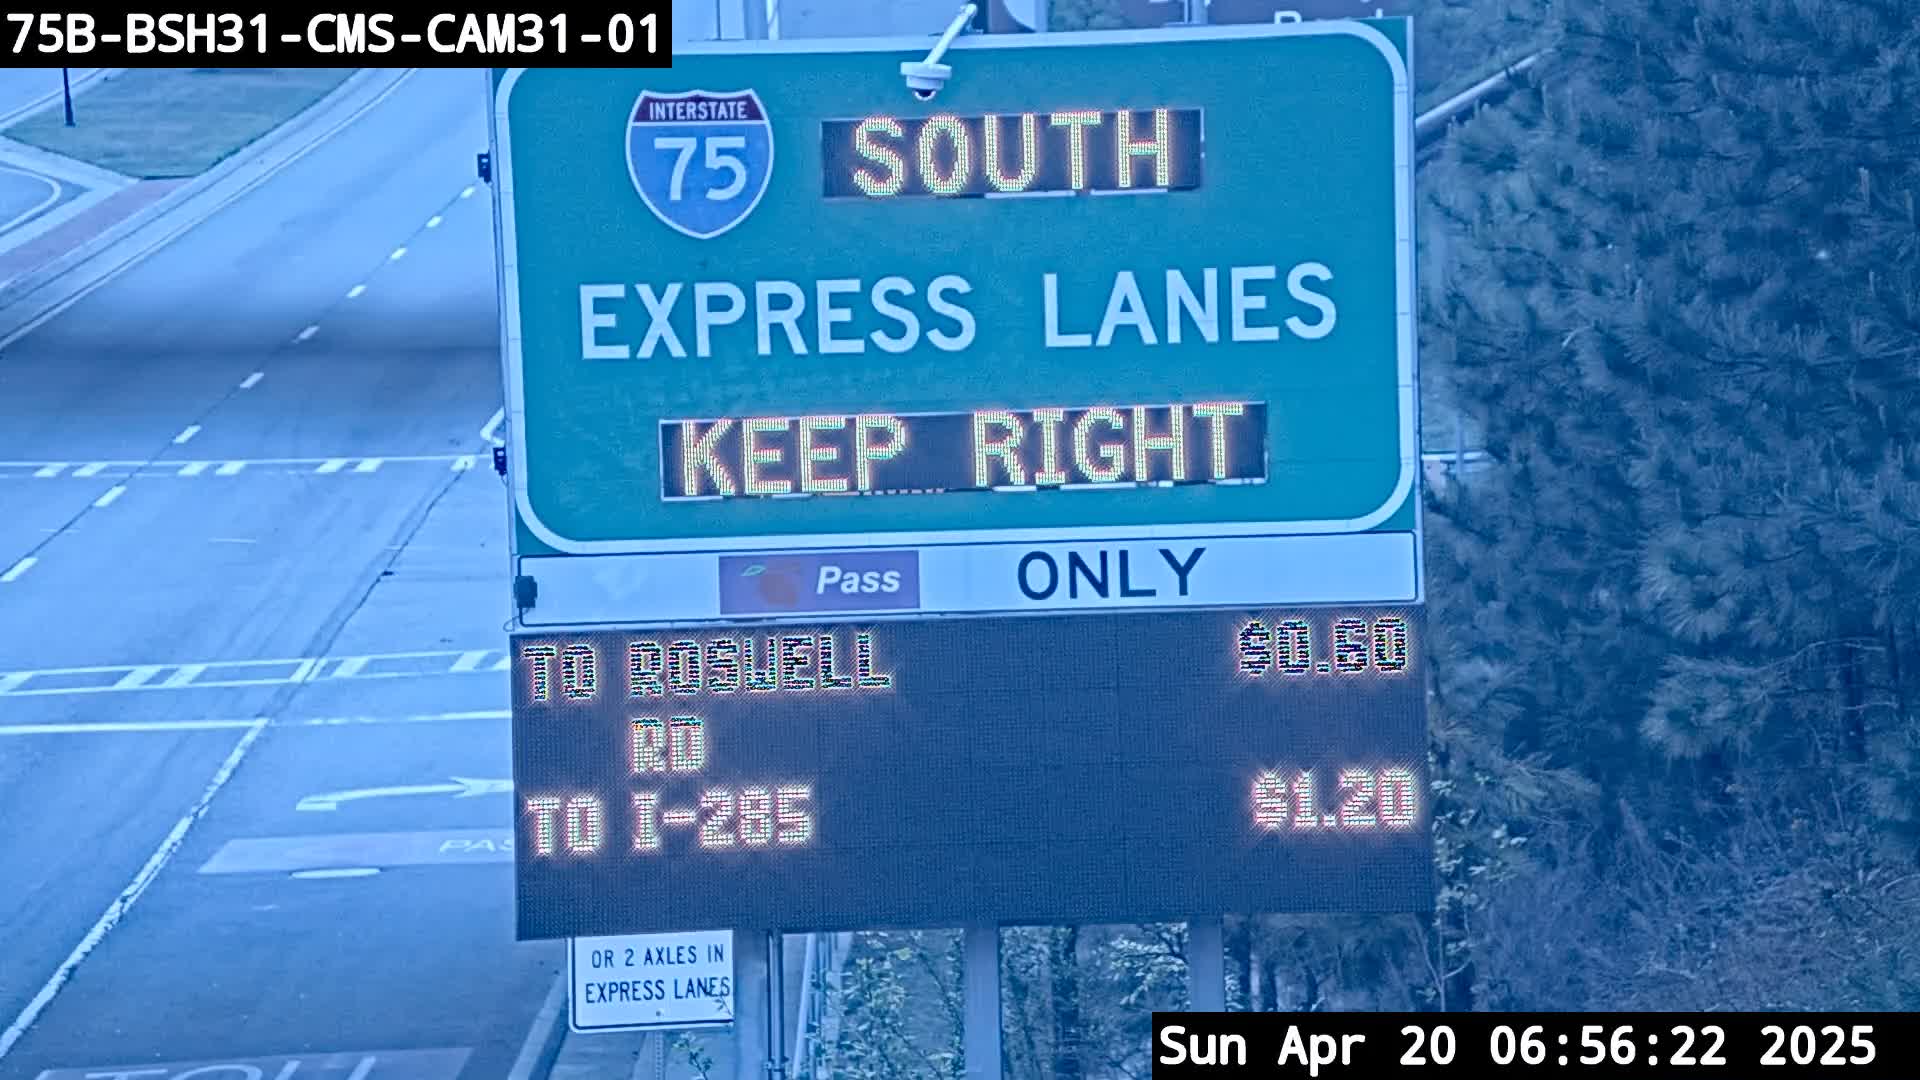 75B-BSH31-CMS-CAM31-01
INTERSTATE
75
SOUTH
EXPRESS LANES
KEEP RIGHT
Pass
ONLY
TO ROSWELL $0.60
RD
TO I-285 $1.20
OR 2 AXLES IN
EXPRESS LANES
TOLL
Sun Apr 20 06:56:22 2025